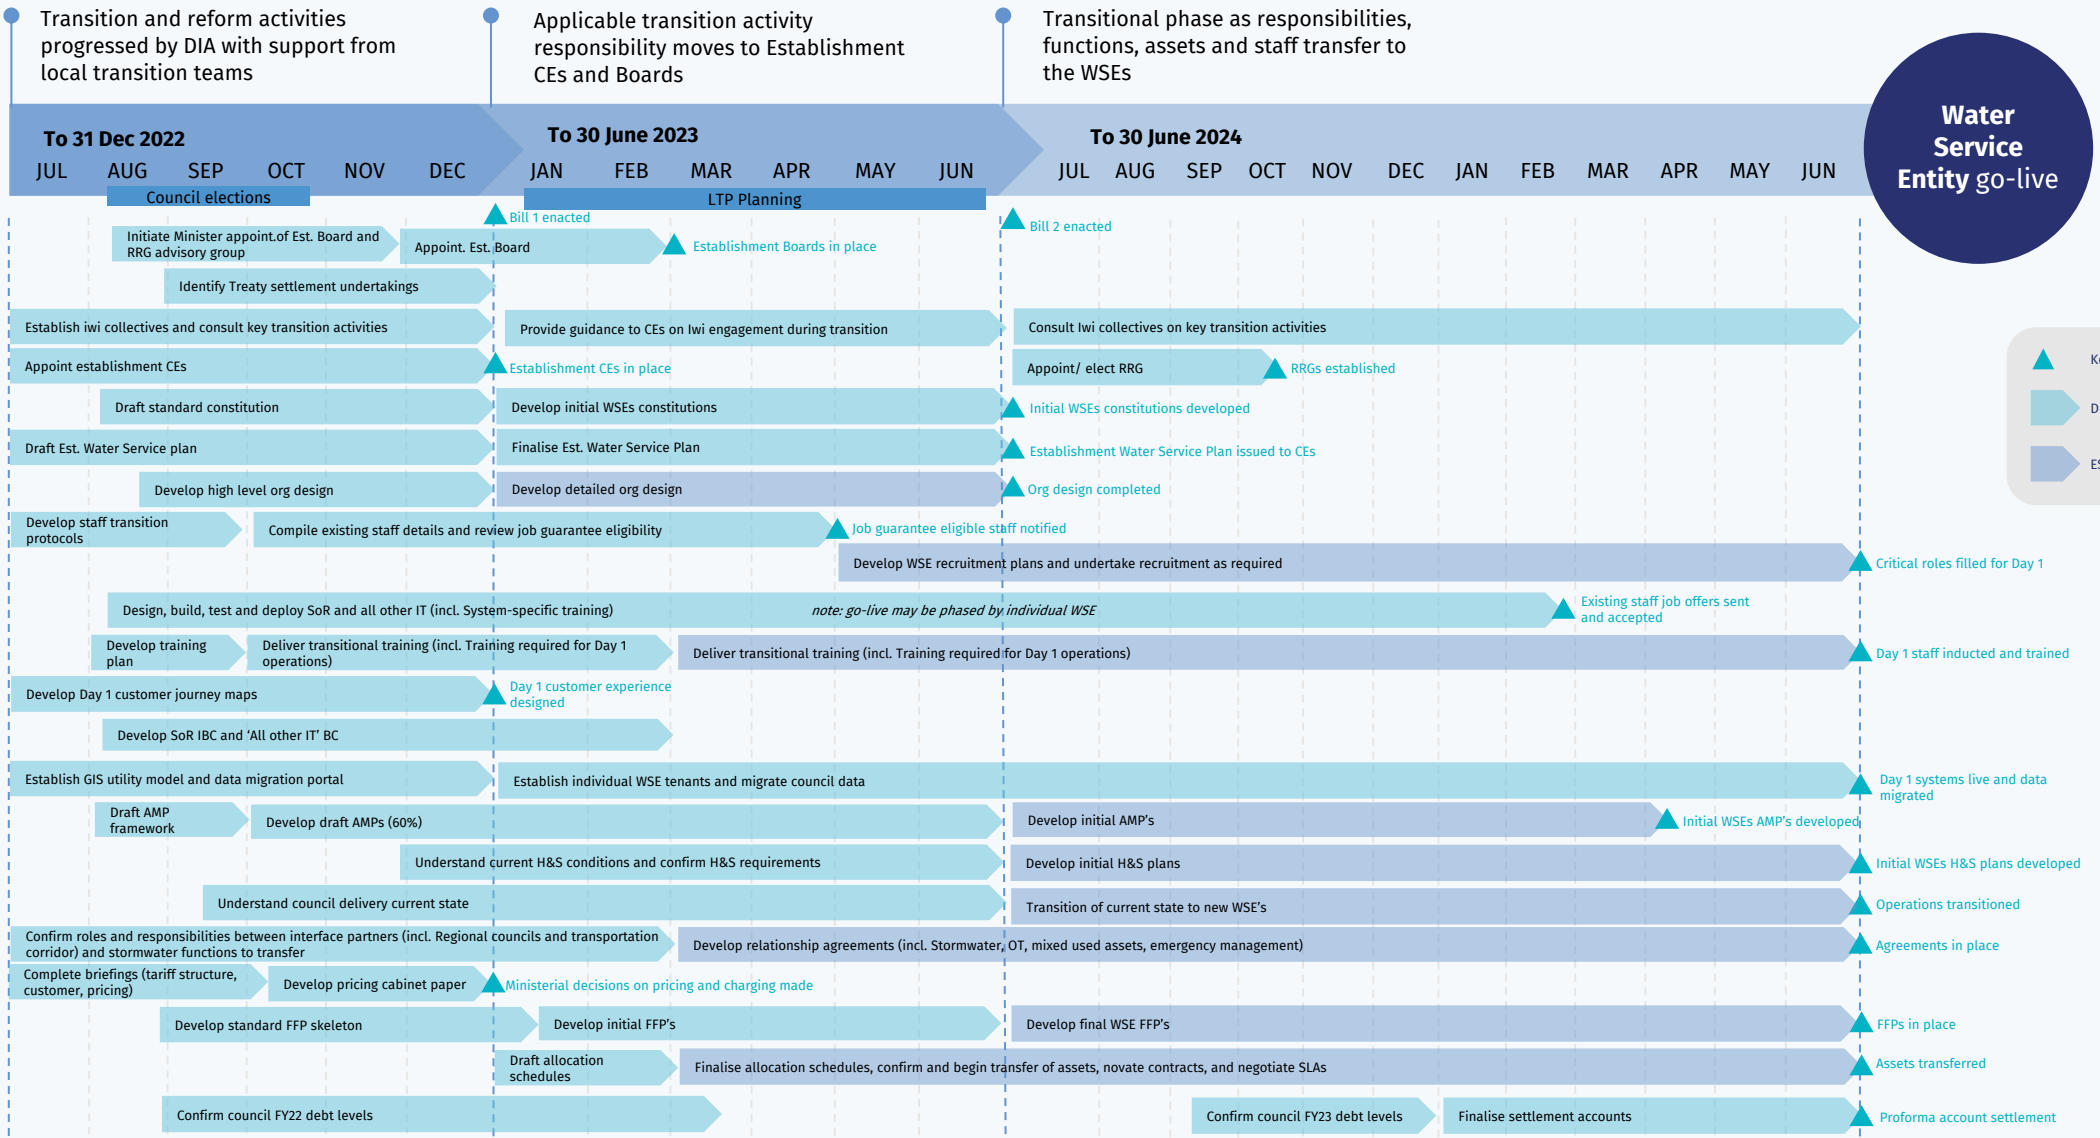 Transition and reform activities
progressed by DIA with support from
local transition teams
Applicable transition activity
responsibility moves to Establishment
CEs and Boards
Transitional phase as responsibilities,
functions, assets and staff transfer to
the WSEs
Water
Service
Entity go-live
To 31 Dec 2022
To 30 June 2023
To 30 June 2024
JUL AUG SEP OCT NOV DEC JAN FEB MAR APR MAY JUN JUL AUG SEP OCT NOV DEC JAN FEB MAR APR MAY JUN
Council elections
LTP Planning
Bill 1 enacted
Bill 2 enacted
Initiate Minister appoint.of Est. Board and
RRG advisory group
Appoint. Est. Board
Establishment Boards in place
Identify Treaty settlement undertakings
Establish iwi collectives and consult key transition activities
Provide guidance to CEs on Iwi engagement during transition
Consult Iwi collectives on key transition activities
Appoint establishment CEs
Establishment CEs in place
Appoint/ elect RRG
RRGs established
Draft standard constitution
Develop initial WSEs constitutions
Initial WSEs constitutions developed
Draft Est. Water Service plan
Finalise Est. Water Service Plan
Establishment Water Service Plan issued to CEs
Develop high level org design
Develop detailed org design
Org design completed
Develop staff transition
protocols
Compile existing staff details and review job guarantee eligibility
Job guarantee eligible staff notified
Develop WSE recruitment plans and undertake recruitment as required
Critical roles filled for Day 1
Design, build, test and deploy SoR and all other IT (incl. System-specific training)
note: go-live may be phased by individual WSE
Existing staff job offers sent
and accepted
Develop training
plan
Deliver transitional training (incl. Training required for Day 1
operations)
Deliver transitional training (incl. Training required for Day 1 operations)
Day 1 staff inducted and trained
Develop Day 1 customer journey maps
Day 1 customer experience
designed
Develop SoR IBC and ‘All other IT’ BC
Establish GIS utility model and data migration portal
Establish individual WSE tenants and migrate council data
Day 1 systems live and data
migrated
Draft AMP
framework
Develop draft AMPs (60%)
Develop initial AMP’s
Initial WSEs AMP’s developed
Understand current H&S conditions and confirm H&S requirements
Develop initial H&S plans
Initial WSEs H&S plans developed
Understand council delivery current state
Transition of current state to new WSE’s
Operations transitioned
Confirm roles and responsibilities between interface partners (incl. Regional councils and transportation
corridor) and stormwater functions to transfer
Develop relationship agreements (incl. Stormwater, OT, mixed used assets, emergency management)
Agreements in place
Complete briefings (tariff structure,
customer, pricing)
Develop pricing cabinet paper
Ministerial decisions on pricing and charging made
Develop standard FFP skeleton
Develop initial FFP’s
Develop final WSE FFP’s
FFPs in place
Draft allocation
schedules
Finalise allocation schedules, confirm and begin transfer of assets, novate contracts, and negotiate SLAs
Assets transferred
Confirm council FY22 debt levels
Confirm council FY23 debt levels
Finalise settlement accounts
Proforma account settlement